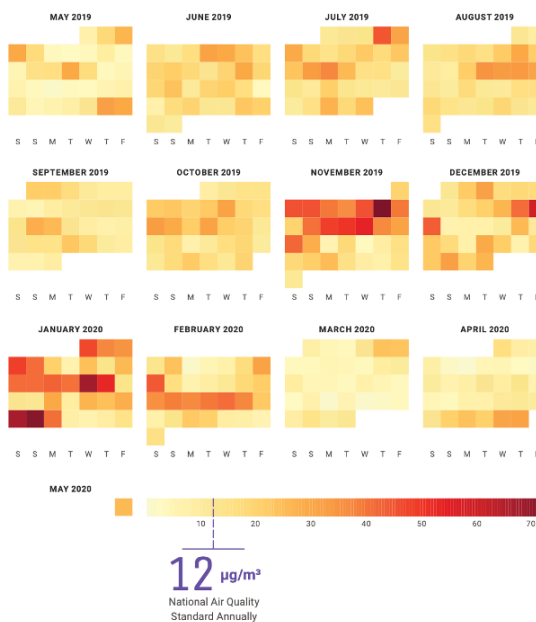 MAY 2019 JUNE 2019 JULY 2019 AUGUST 2019
S S M T W T F S S M T W T F S S M T W T F S S M T W T F
SEPTEMBER 2019 OCTOBER 2019 NOVEMBER 2019 DECEMBER 2019
S S M T W T F S S M T W T F S S M T W T F S S M T W T F
JANUARY 2020 FEBRUARY 2020 MARCH 2020 APRIL 2020
S S M T W T F S S M T W T F S S M T W T F S S M T W T F
MAY 2020
10 20 30 40 50 60 70
12 μg/m³
National Air Quality
Standard Annually